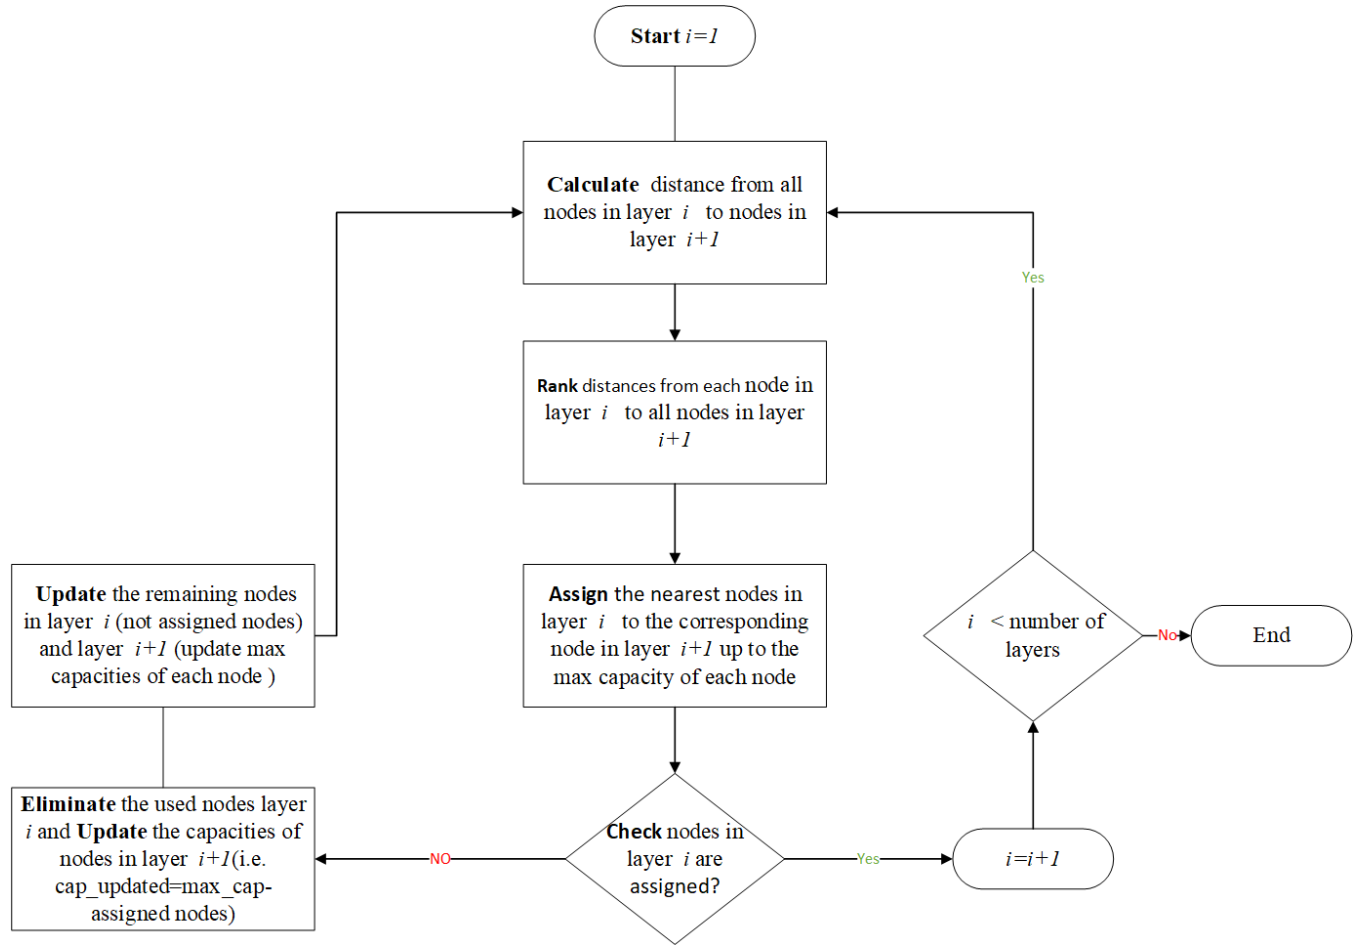 Start i=1
Calculate distance from all
nodes in layer i to nodes in
layer i+1
Yes
Rank distances from each node in
layer i to all nodes in layer
i+1
Update the remaining nodes
in layer i (not assigned nodes)
and layer i+1 (update max
capacities of each node )
Assign the nearest nodes in
layer i to the corresponding
node in layer i+1 up to the
max capacity of each node
i < number of
layers
No
End
Eliminate the used nodes layer
i and Update the capacities of
nodes in layer i+1(i.e.
cap_updated=max_cap-
assigned nodes)
NO
Check nodes in
layer i are
assigned?
Yes
i=i+1